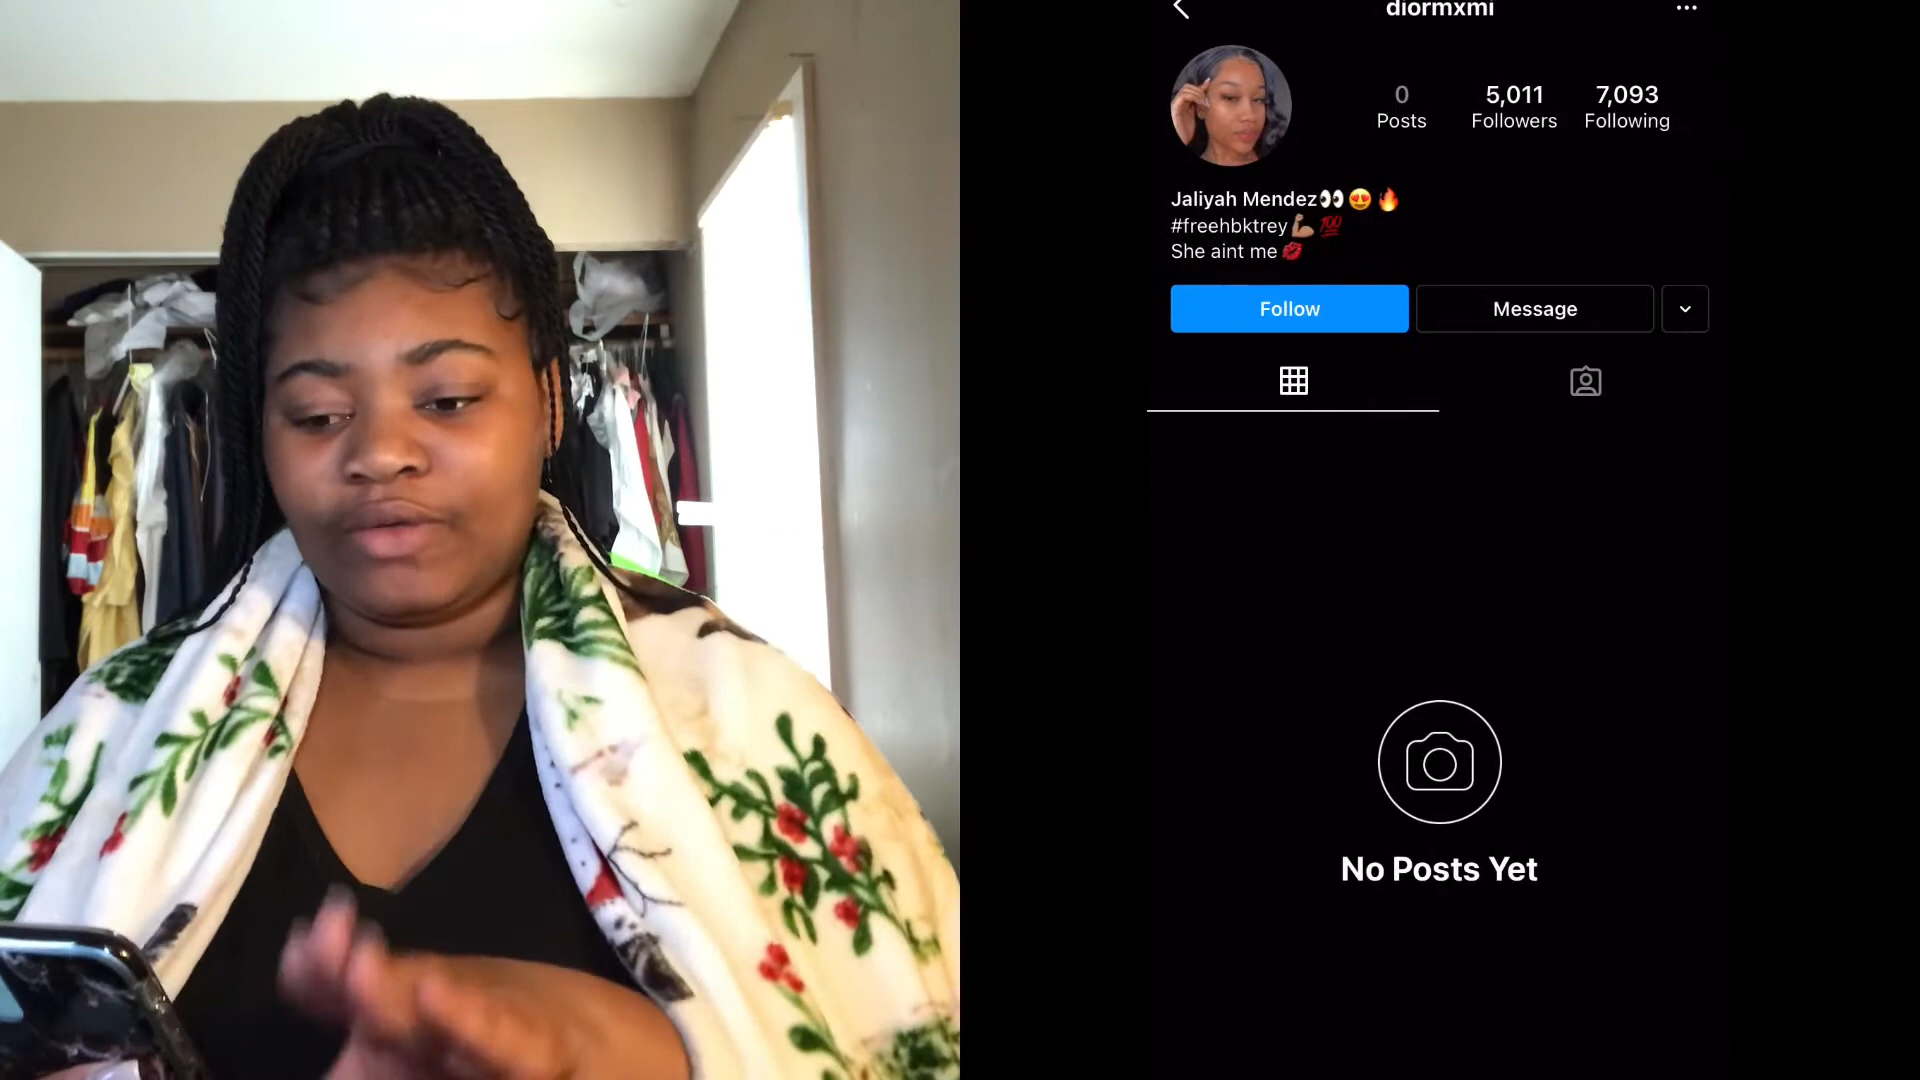 diormxmi
0
Posts
5,011
Followers
7,093
Following
Jaliyah Mendez👀😍🔥
#freehbktrey💪🏽💯
She aint me💋
Follow
Message
No Posts Yet